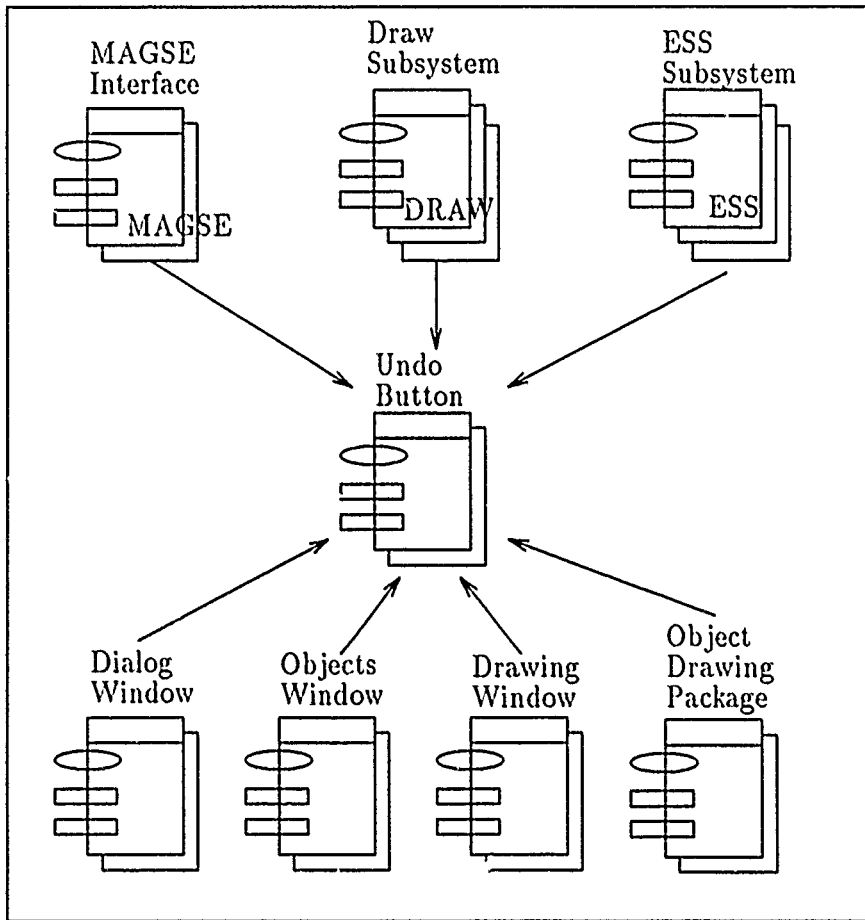 MAGSE
Interface
Draw
Subsystem
ESS
Subsystem
MAGSE
DRAW
ESS
Undo
Button
Dialog
Window
Objects
Window
Drawing
Window
Object
Drawing
Package